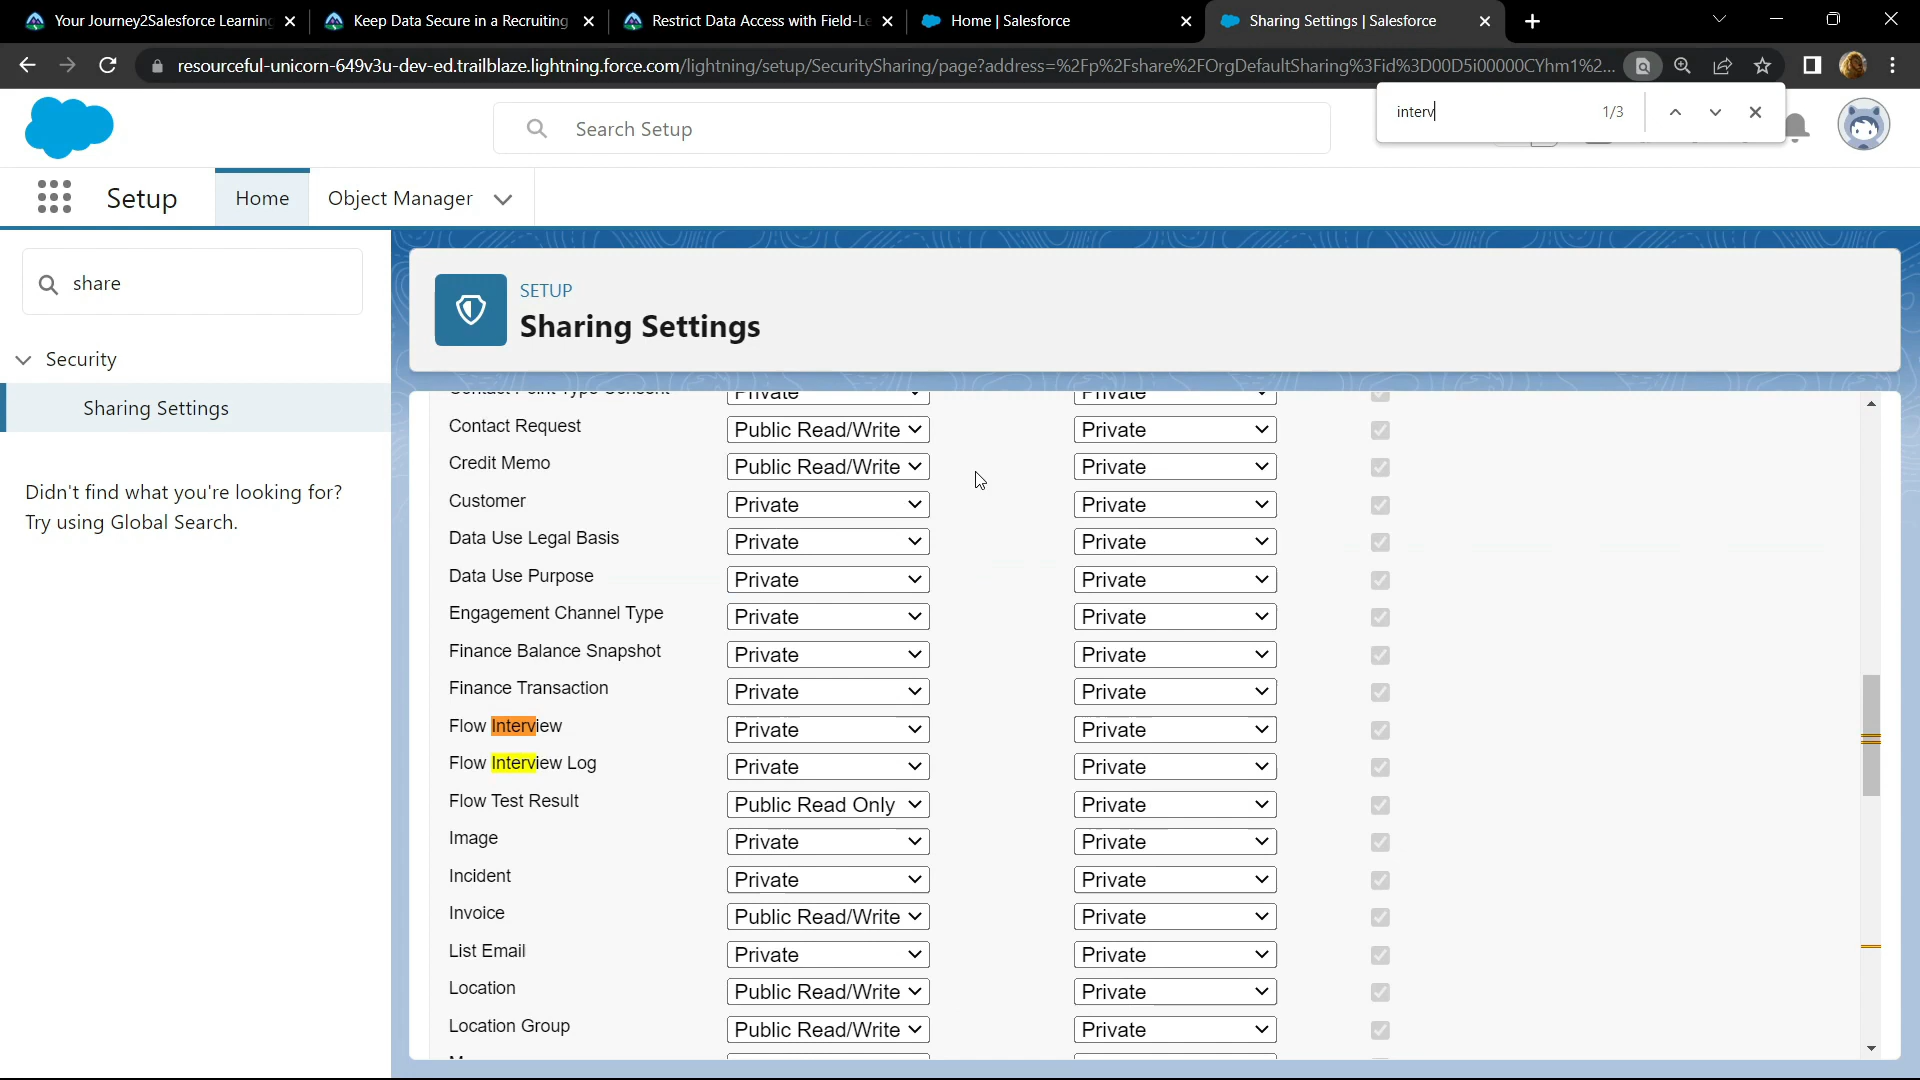 Your Journey2Salesforce Learning
Keep Data Secure in a Recruiting
Restrict Data Access with Field-Le
Home | Salesforce
Sharing Settings | Salesforce
resourceful-unicorn-649v3u-dev-ed.trailblaze.lightning.force.com/lightning/setup/SecuritySharing/page?address=%2Fp%2Fshare%2FOrgDefaultSharing%3Fid%3D00D5i00000CYhm1%2...
interv 1/3
Search Setup
Setup Home Object Manager
share
Security
Sharing Settings
Didn't find what you're looking for?
Try using Global Search.
SETUP
Sharing Settings
Contact Point Type Consent Private Private
Contact Request Public Read/Write Private
Credit Memo Public Read/Write Private
Customer Private Private
Data Use Legal Basis Private Private
Data Use Purpose Private Private
Engagement Channel Type Private Private
Finance Balance Snapshot Private Private
Finance Transaction Private Private
Flow Interview Private Private
Flow Interview Log Private Private
Flow Test Result Public Read Only Private
Image Private Private
Incident Private Private
Invoice Public Read/Write Private
List Email Private Private
Location Public Read/Write Private
Location Group Public Read/Write Private